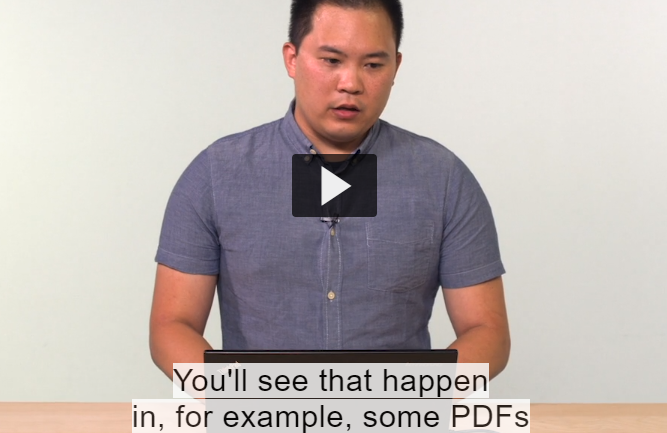 You'll see that happen
in, for example, some PDFs